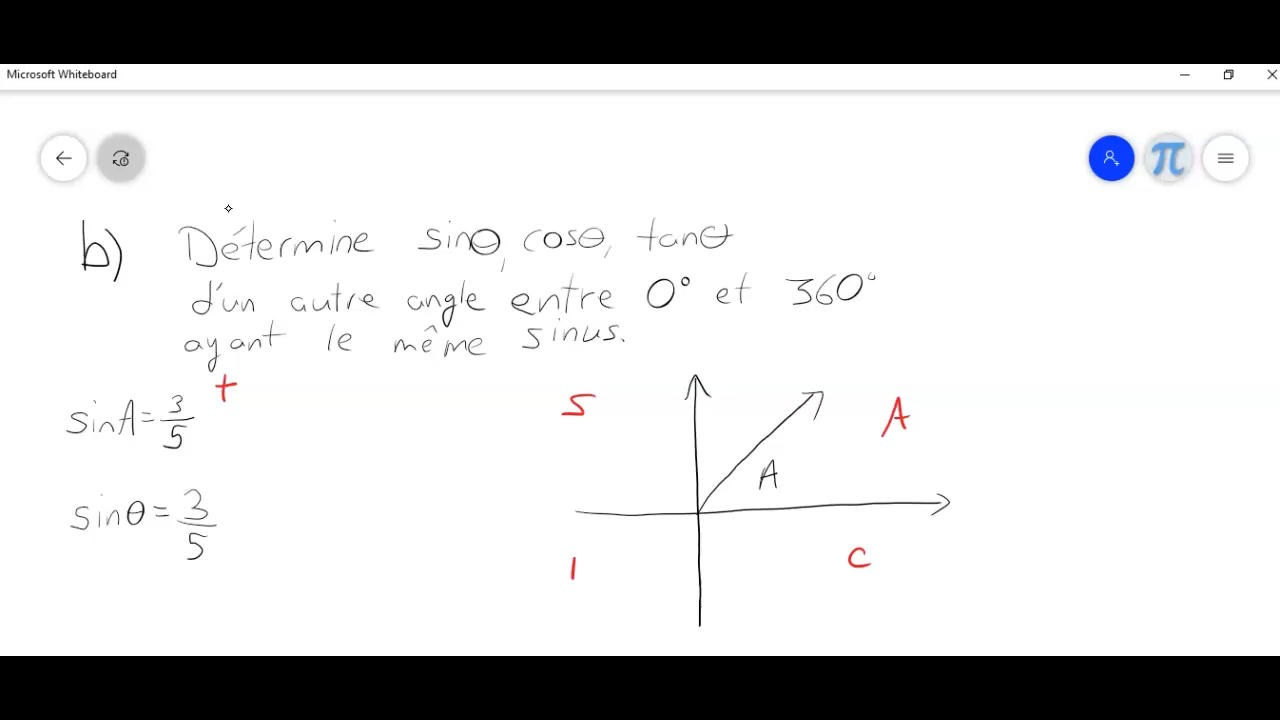 Microsoft Whiteboard
b) Détermine sinθ, cosθ, tanθ
d'un autre angle entre 0° et 360°
ayant le même sinus.
+
sinA = 3/5
S
A
A
sinθ = 3/5
C